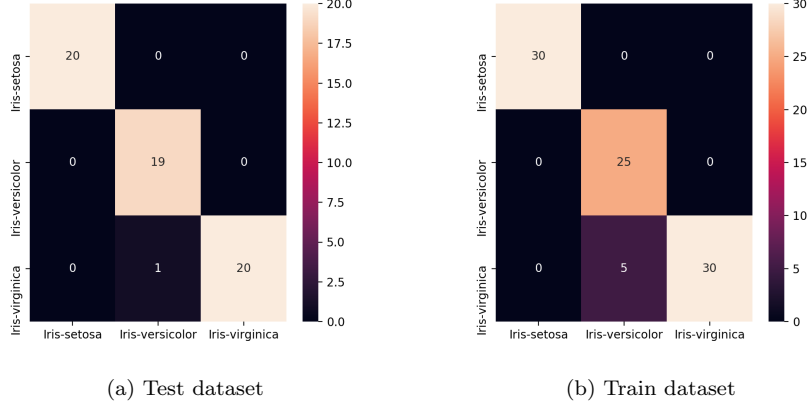 20 0 0
0 19 0
0 1 20
Iris-setosa
Iris-versicolor
Iris-virginica
Iris-setosa Iris-versicolor Iris-virginica
20.0
17.5
15.0
12.5
10.0
7.5
5.0
2.5
0.0
(a) Test dataset
30 0 0
0 25 0
0 5 30
Iris-setosa
Iris-versicolor
Iris-virginica
Iris-setosa Iris-versicolor Iris-virginica
30
25
20
15
10
5
0
(b) Train dataset